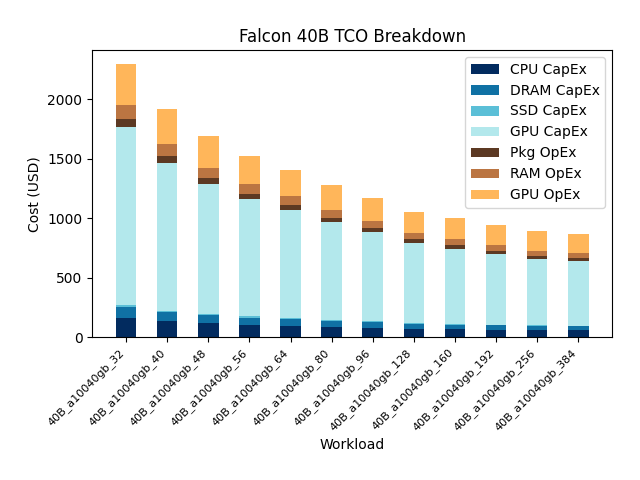 Falcon 40B TCO Breakdown
CPU CapEx
DRAM CapEx
SSD CapEx
GPU CapEx
Pkg OpEx
RAM OpEx
GPU OpEx
Cost (USD)
2000
1500
1000
500
0
40B_a10040gb_32
40B_a10040gb_40
40B_a10040gb_48
40B_a10040gb_56
40B_a10040gb_64
40B_a10040gb_80
40B_a10040gb_96
40B_a10040gb_128
40B_a10040gb_160
40B_a10040gb_192
40B_a10040gb_256
40B_a10040gb_384
Workload